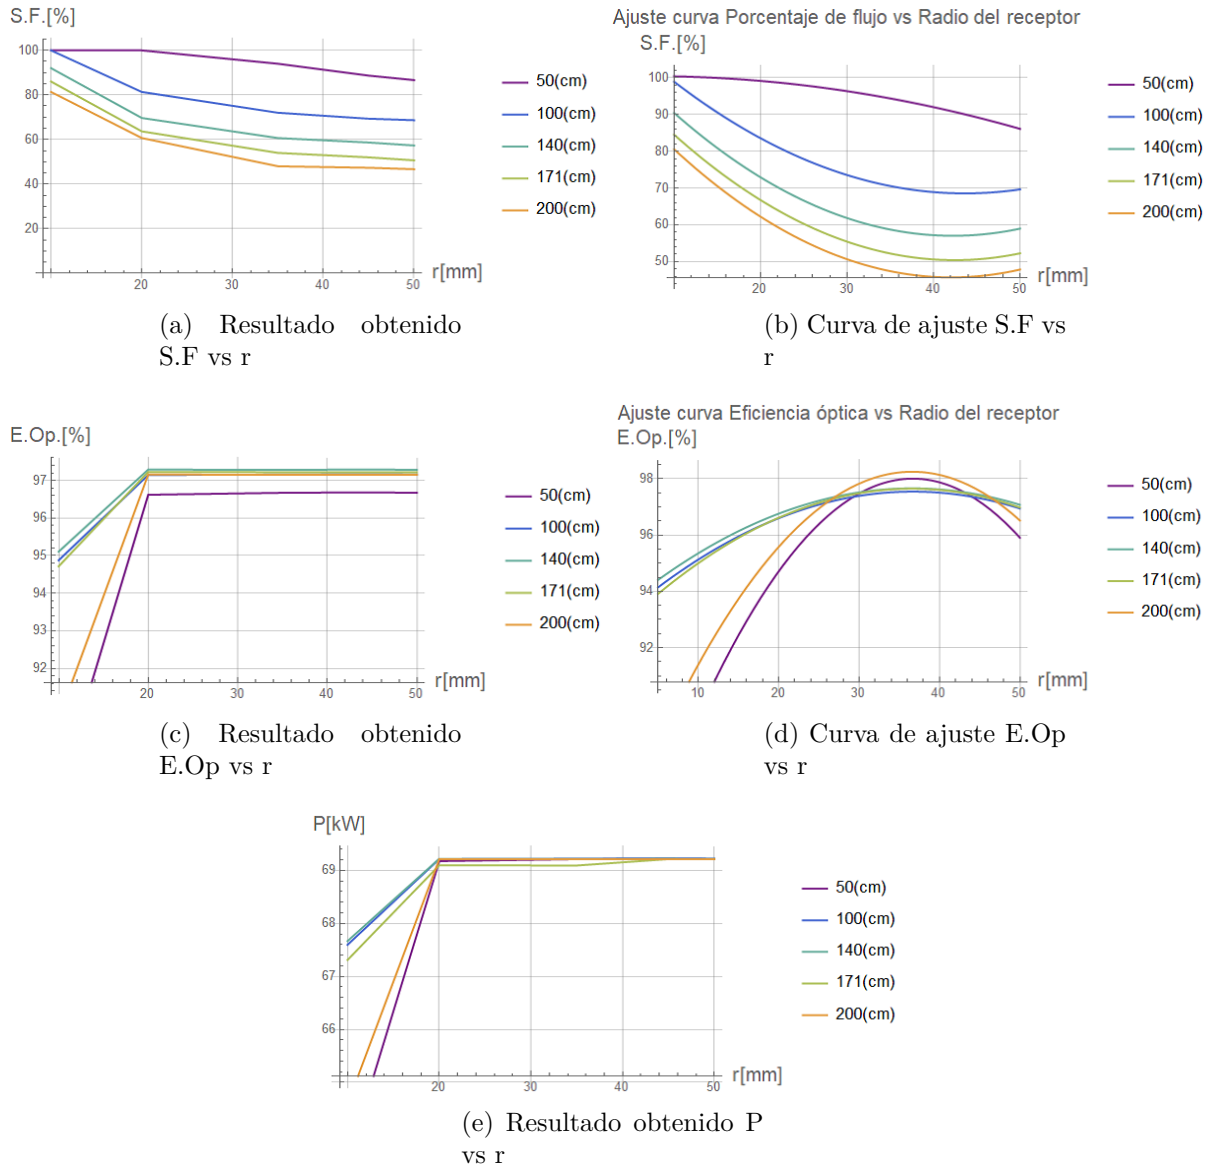 S.F.[%]
100
80
60
40
20
20
30
40
50
r[mm]
50(cm)
100(cm)
140(cm)
171(cm)
200(cm)
(a) Resultado obtenido
S.F vs r
Ajuste curva Porcentaje de flujo vs Radio del receptor
S.F.[%]
100
90
80
70
60
50
20
30
40
50
r[mm]
50(cm)
100(cm)
140(cm)
171(cm)
200(cm)
(b) Curva de ajuste S.F vs
r
E.Op.[%]
97
96
95
94
93
92
20
30
40
50
r[mm]
50(cm)
100(cm)
140(cm)
171(cm)
200(cm)
(c) Resultado obtenido
E.Op vs r
Ajuste curva Eficiencia óptica vs Radio del receptor
E.Op.[%]
98
96
94
92
10
20
30
40
50
r[mm]
50(cm)
100(cm)
140(cm)
171(cm)
200(cm)
(d) Curva de ajuste E.Op
vs r
P[kW]
69
68
67
66
20
30
40
50
r[mm]
50(cm)
100(cm)
140(cm)
171(cm)
200(cm)
(e) Resultado obtenido P
vs r